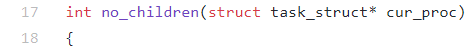 17 int no_children(struct task_struct* cur_proc)
18 {